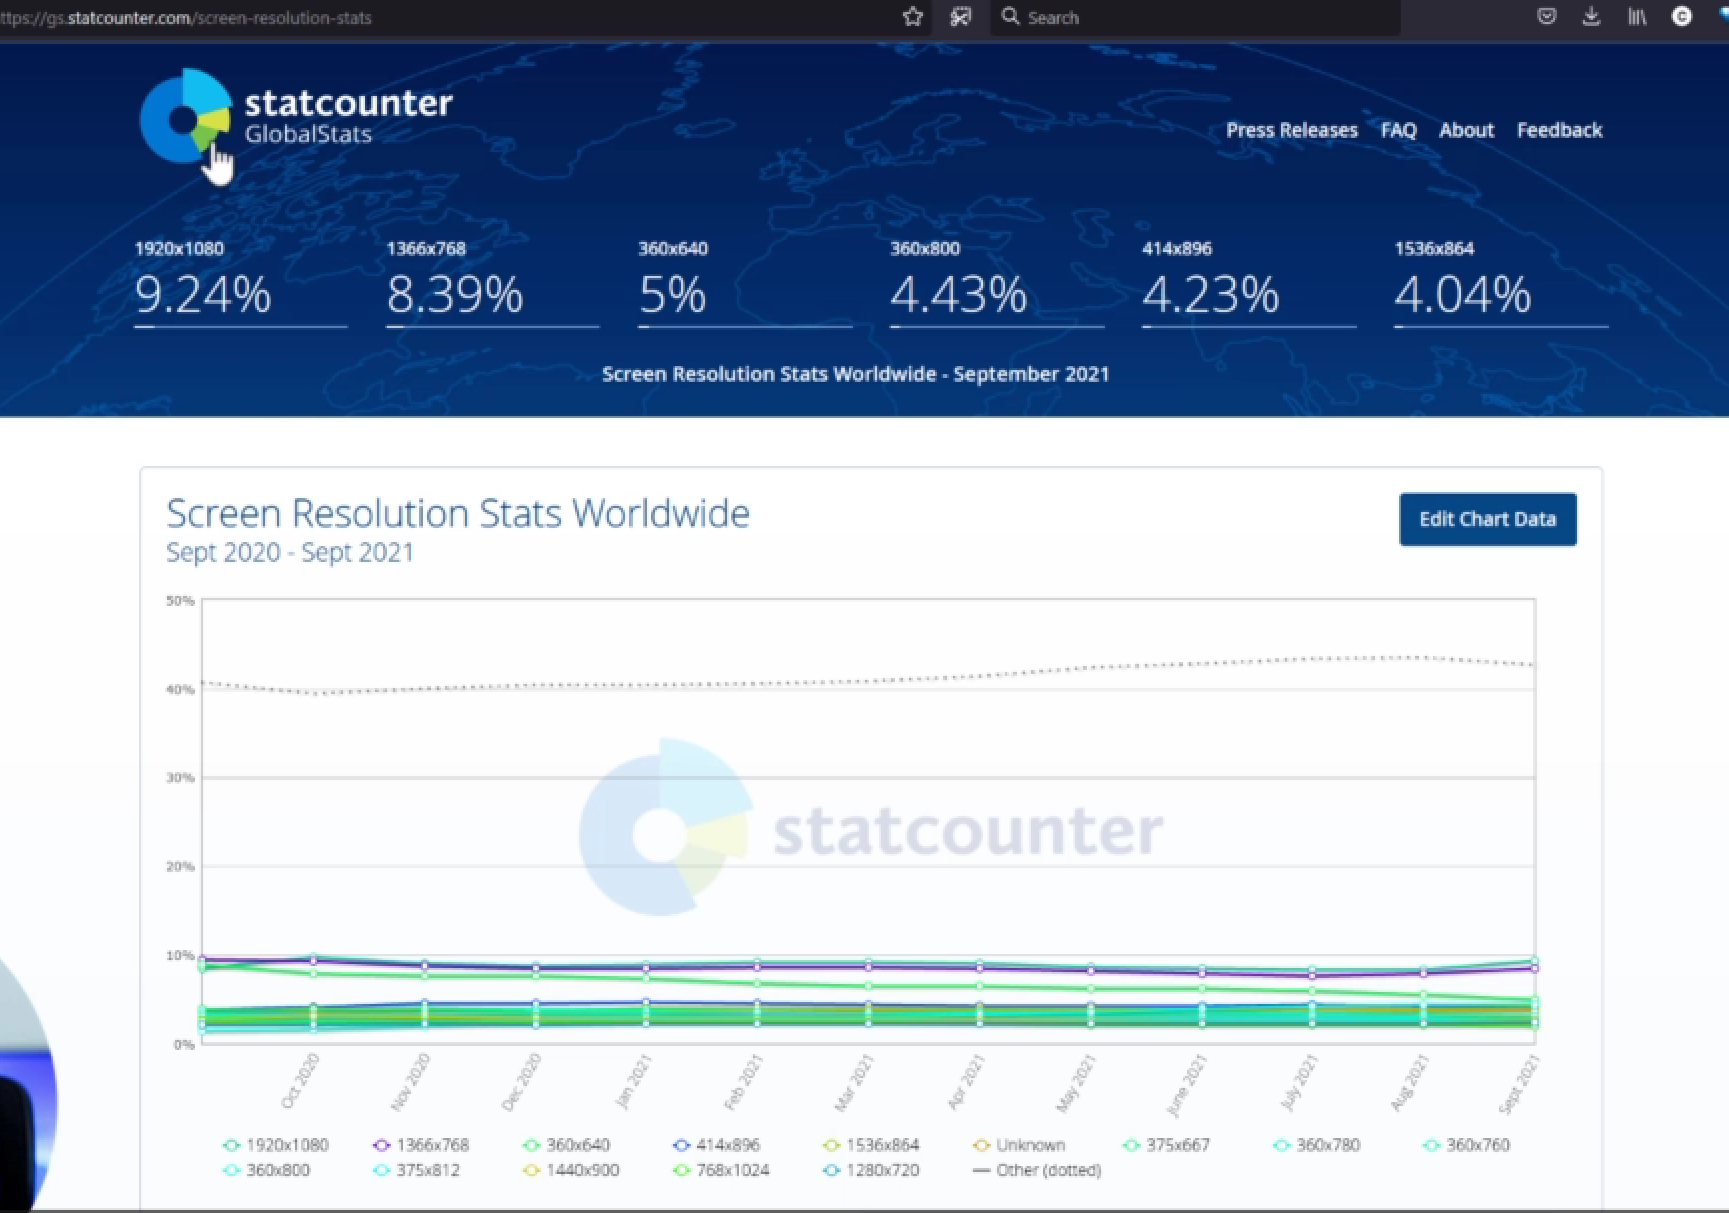 ttps://gs.statcounter.com/screen-resolution-stats
Search
statcounter
GlobalStats
Press Releases FAQ About Feedback
1920x1080 1366x768 360x640 360x800 414x896 1536x864
9.24% 8.39% 5% 4.43% 4.23% 4.04%
Screen Resolution Stats Worldwide - September 2021
Screen Resolution Stats Worldwide
Sept 2020 - Sept 2021
Edit Chart Data
50%
40%
30%
statcounter
20%
10%
0%
Oct 2020 Nov 2020 Dec 2020 Jan 2021 Feb 2021 Mar 2021 Apr 2021 May 2021 June 2021 July 2021 Aug 2021 Sept 2021
1920x1080 1366x768 360x640 414x896 1536x864 Unknown 375x667 360x780 360x760
360x800 375x812 1440x900 768x1024 1280x720 Other (dotted)